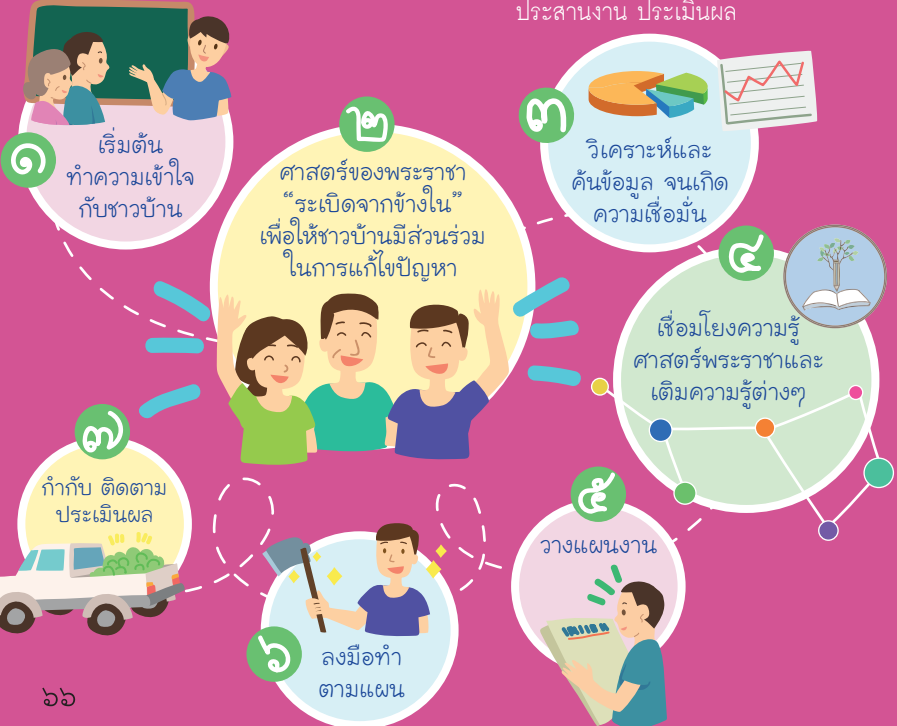 ประสานงาน ประเมินผล
๑
เริ่มต้น
ทำความเข้าใจ
กับชาวบ้าน
๒
ศาสตร์ของพระราชา
“ระเบิดจากข้างใน”
เพื่อให้ชาวบ้านมีส่วนร่วม
ในการแก้ไขปัญหา
๓
วิเคราะห์และ
ค้นข้อมูล จนเกิด
ความเชื่อมั่น
๔
เชื่อมโยงความรู้
ศาสตร์พระราชาและ
เติมความรู้ต่างๆ
๕
วางแผนงาน
๖
ลงมือทำ
ตามแผน
๗
กำกับ ติดตาม
ประเมินผล
๖๖